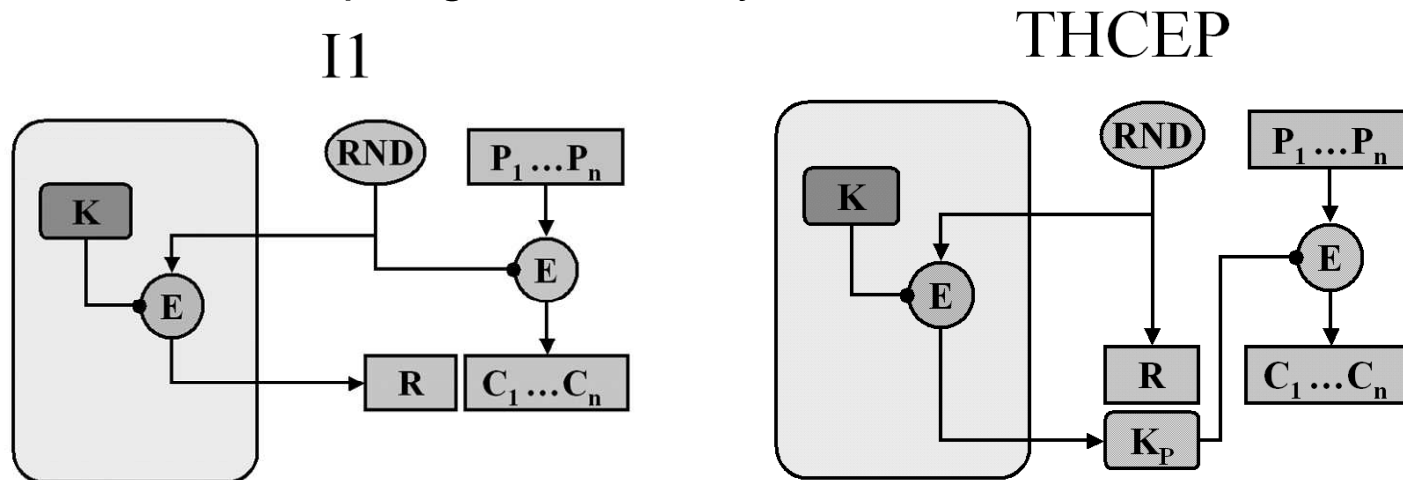 I1
RND
P1 …Pn
K
E
E
R
C1 …Cn
THCEP
RND
P1 …Pn
K
E
E
R
C1 …Cn
KP